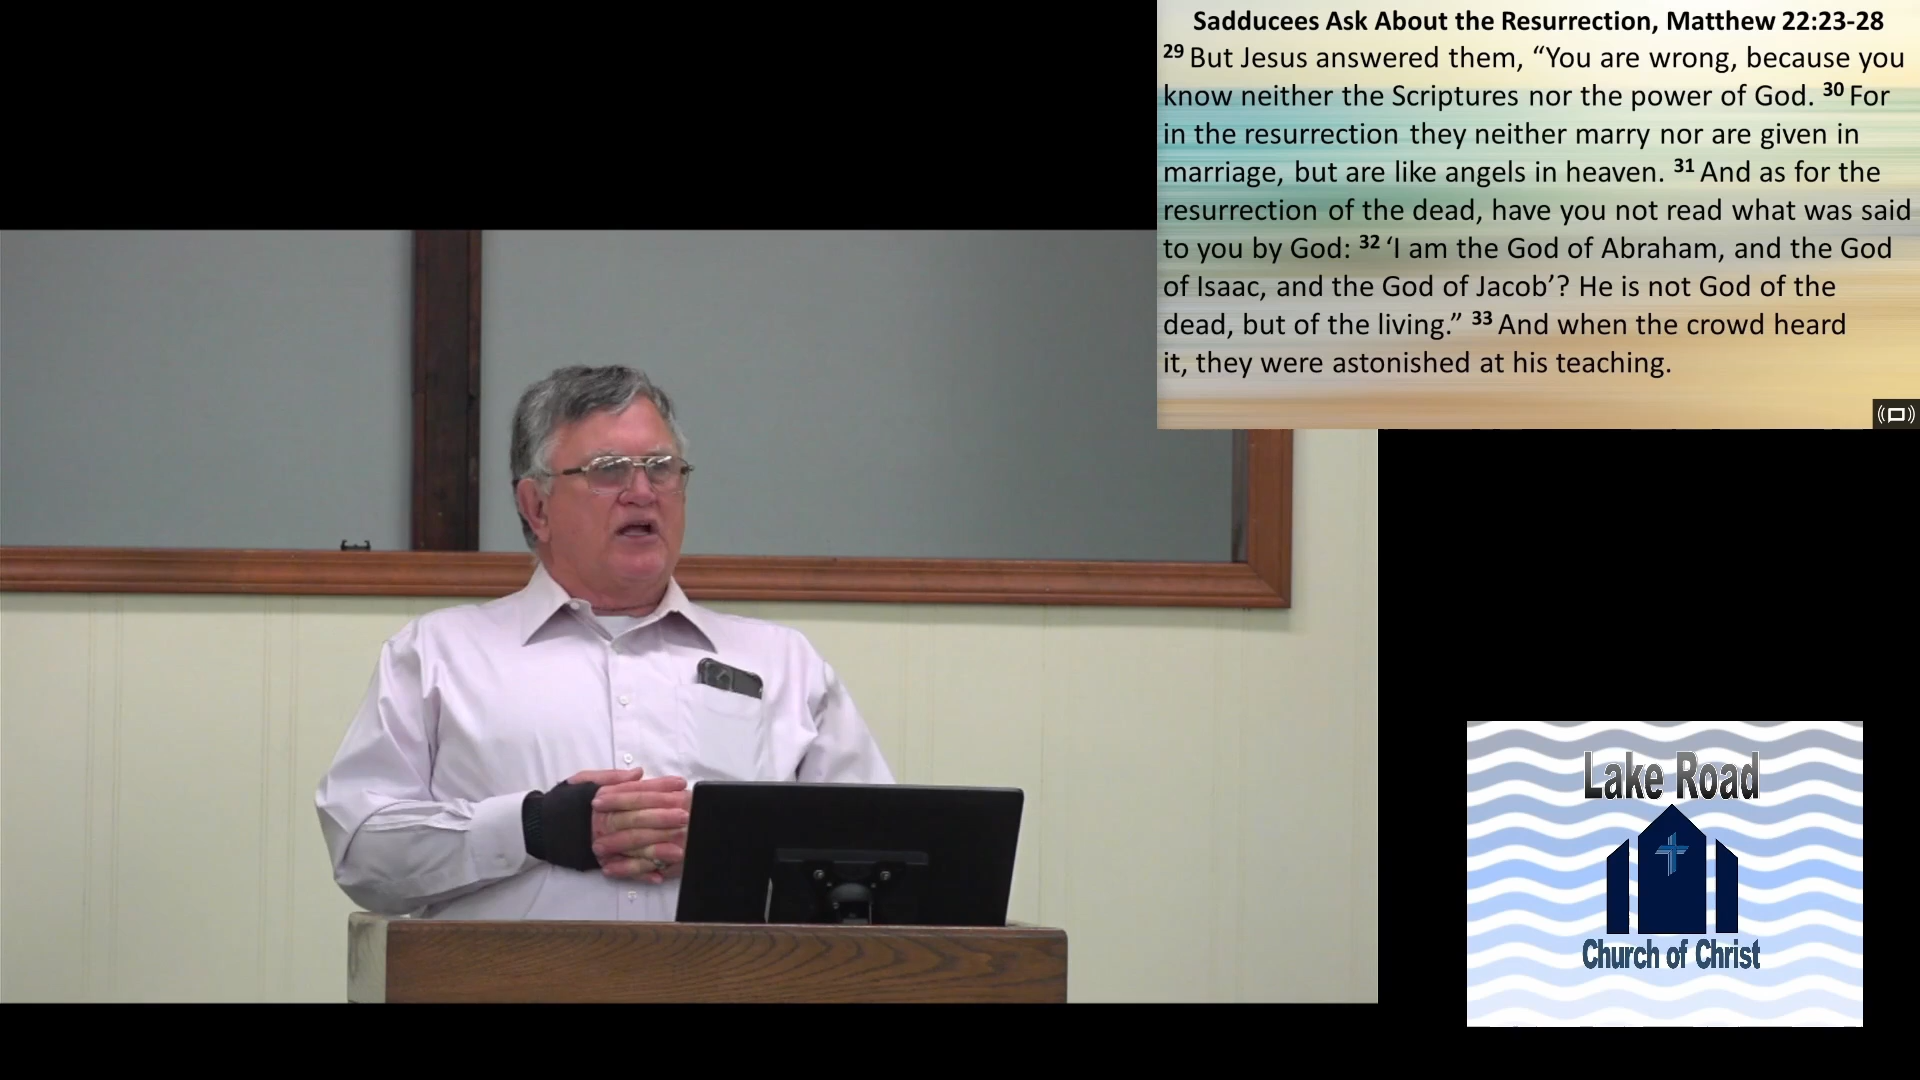 Sadducees Ask About the Resurrection, Matthew 22:23-28
29 But Jesus answered them, “You are wrong, because you
know neither the Scriptures nor the power of God. 30 For
in the resurrection they neither marry nor are given in
marriage, but are like angels in heaven. 31 And as for the
resurrection of the dead, have you not read what was said
to you by God: 32 ‘I am the God of Abraham, and the God
of Isaac, and the God of Jacob’? He is not God of the
dead, but of the living.” 33 And when the crowd heard
it, they were astonished at his teaching.
Lake Road
Church of Christ